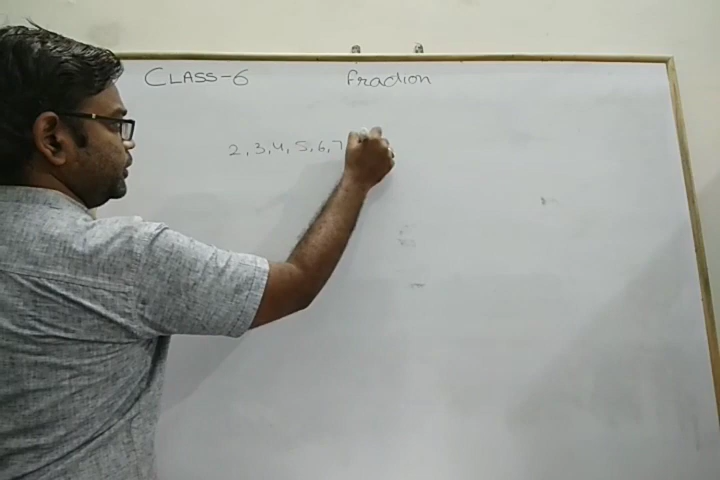 CLASS-6 Fraction
2, 3, 4, 5, 6, 7